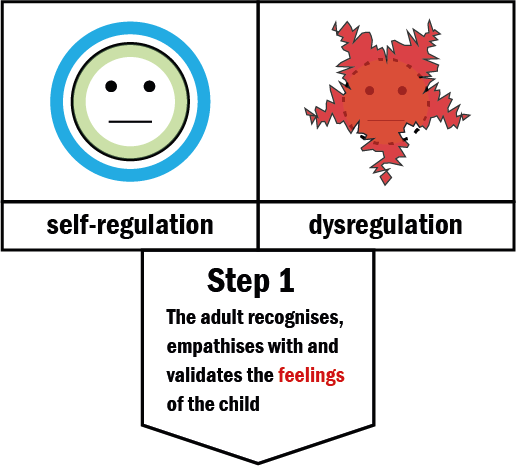 self-regulation
dysregulation
Step 1
The adult recognises,
empathises with and
validates the feelings
of the child